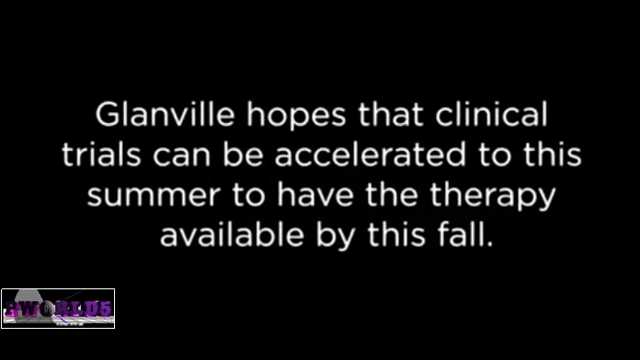 Glanville hopes that clinical
trials can be accelerated to this
summer to have the therapy
available by this fall.
NEWS